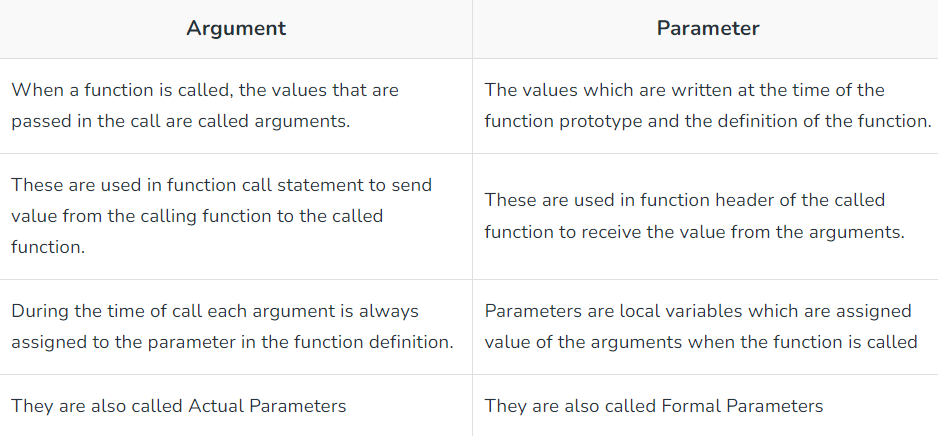 Argument
Parameter
When a function is called, the values that are
passed in the call are called arguments.
The values which are written at the time of the
function prototype and the definition of the function.
These are used in function call statement to send
value from the calling function to the called
function.
These are used in function header of the called
function to receive the value from the arguments.
During the time of call each argument is always
assigned to the parameter in the function definition.
Parameters are local variables which are assigned
value of the arguments when the function is called
They are also called Actual Parameters
They are also called Formal Parameters